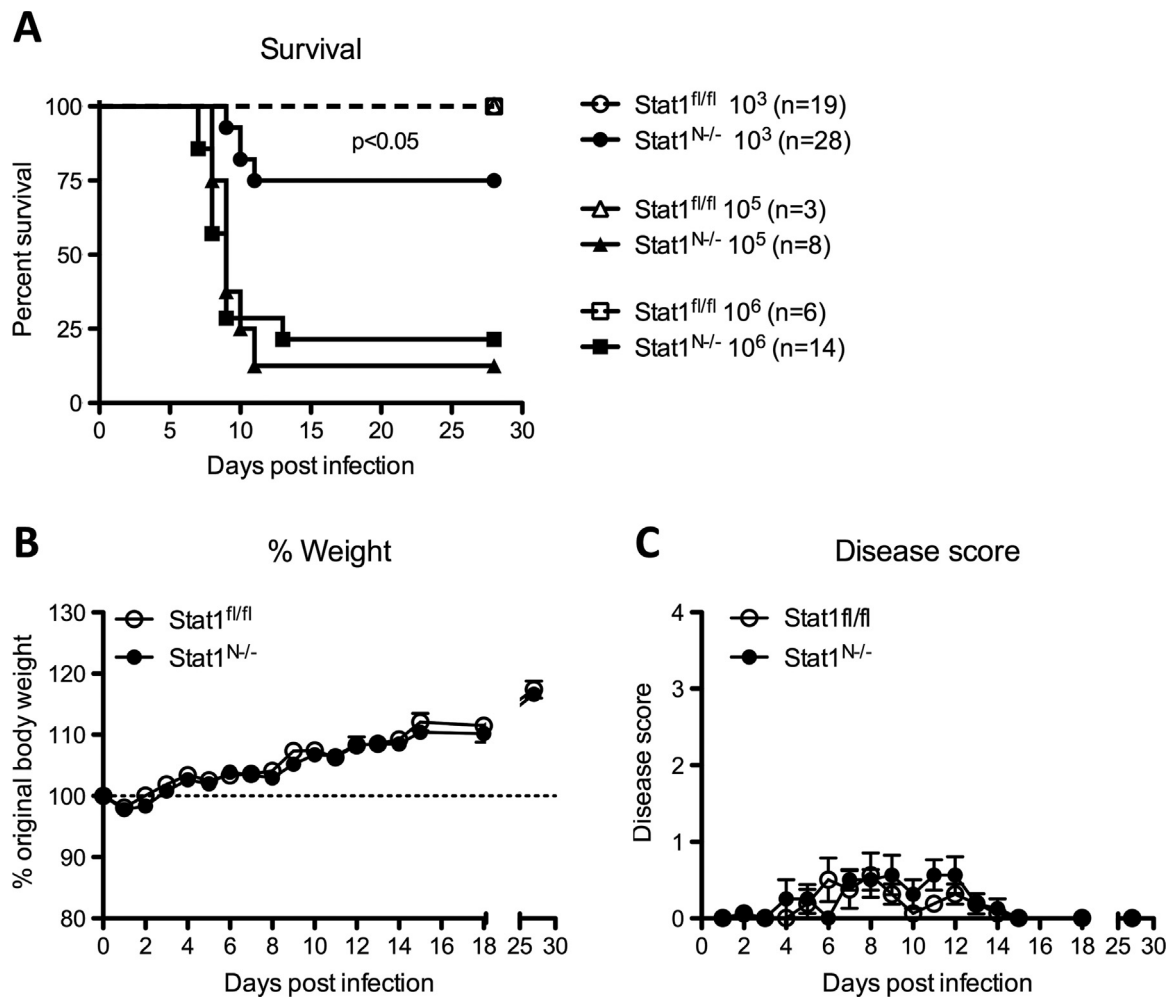 A
Survival
Percent survival
100
75
50
25
0
p<0.05
0 5 10 15 20 25 30
Days post infection
Stat1fl/fl 10³ (n=19)
Stat1N-/- 10³ (n=28)
Stat1fl/fl 10⁵ (n=3)
Stat1N-/- 10⁵ (n=8)
Stat1fl/fl 10⁶ (n=6)
Stat1N-/- 10⁶ (n=14)
B
% Weight
% original body weight
130
120
110
100
90
80
Stat1fl/fl
Stat1N-/-
0 2 4 6 8 10 12 14 16 18 25 30
Days post infection
C
Disease score
Disease score
4
3
2
1
0
Stat1fl/fl
Stat1N-/-
0 2 4 6 8 10 12 14 16 18 25 30
Days post infection